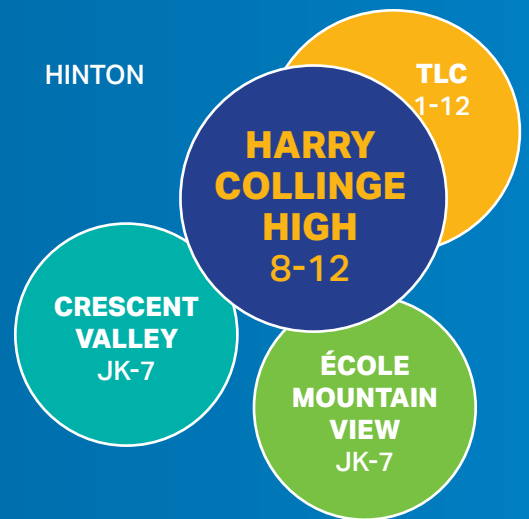 HINTON
TLC
1-12
HARRY
COLLINGE
HIGH
8-12
CRESCENT
VALLEY
JK-7
ÉCOLE
MOUNTAIN
VIEW
JK-7